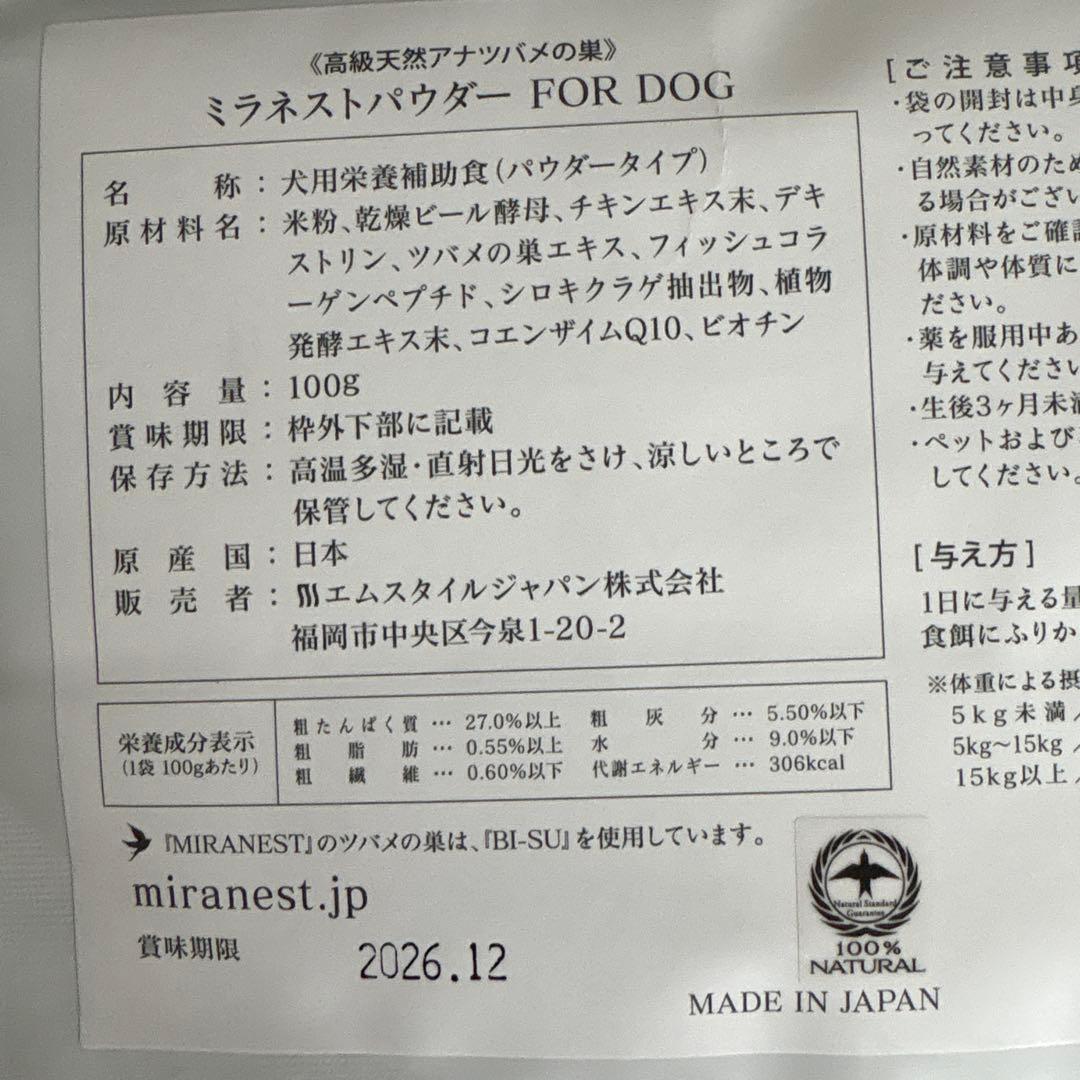 《高級天然アナツバメの巣》
ミラネストパウダー FOR DOG
名称：犬用栄養補助食(パウダータイプ)
原材料名：米粉、乾燥ビール酵母、チキンエキス末、デキ
ストリン、ツバメの巣エキス、フィッシュコラ
ーゲンペプチド、シロキクラゲ抽出物、植物
発酵エキス末、コエンザイムQ10、ビオチン
内容量：100g
賞味期限：枠外下部に記載
保存方法：高温多湿・直射日光をさけ、涼しいところで
保管してください。
原産国：日本
販売者：エムスタイルジャパン株式会社
福岡市中央区今泉1-20-2
栄養成分表示
(1袋 100gあたり)
粗たんぱく質 … 27.0%以上 粗灰分 … 5.50%以下
粗脂肪 … 0.55%以上 水分 … 9.0%以下
粗繊維 … 0.60%以下 代謝エネルギー … 306kcal
『MIRANEST』のツバメの巣は、『BI-SU』を使用しています。
miranest.jp
賞味期限 2026.12
Natural Standard
Guarantee
100%
NATURAL
MADE IN JAPAN
[ご注意事項
・袋の開封は中身
ってください。
・自然素材のため
る場合がござい
・原材料をご確認
体調や体質に
ださい。
・薬を服用中あ
与えてください
・生後3ヶ月未満
・ペットおよび
してください。
[与え方]
1日に与える量
食餌にふりか
※体重による摂
5kg未満
5kg〜15kg
15kg以上